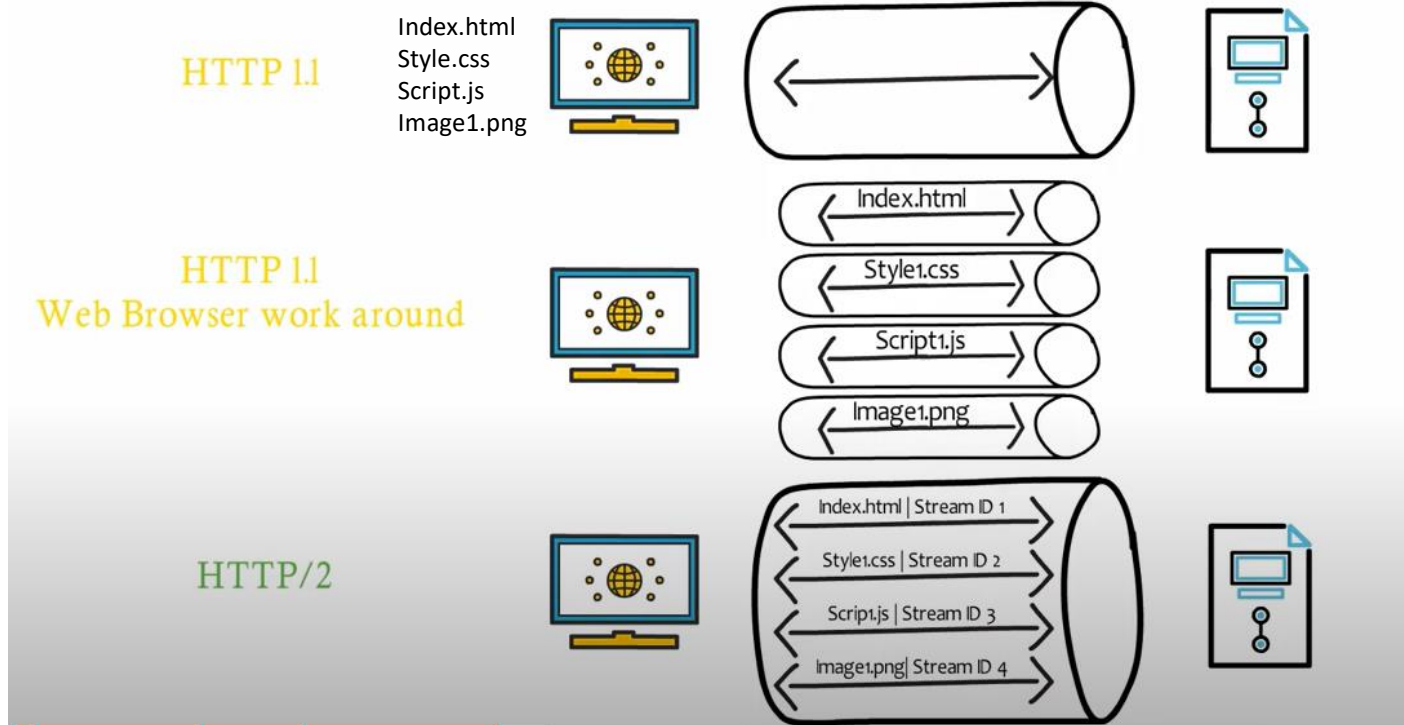 HTTP 1.1
Index.html
Style.css
Script.js
Image1.png
HTTP 1.1
Web Browser work around
Index.html
Style1.css
Script1.js
Image1.png
HTTP/2
Index.html | Stream ID 1
Style1.css | Stream ID 2
Scrip1.js | Stream ID 3
Image1.png| Stream ID 4